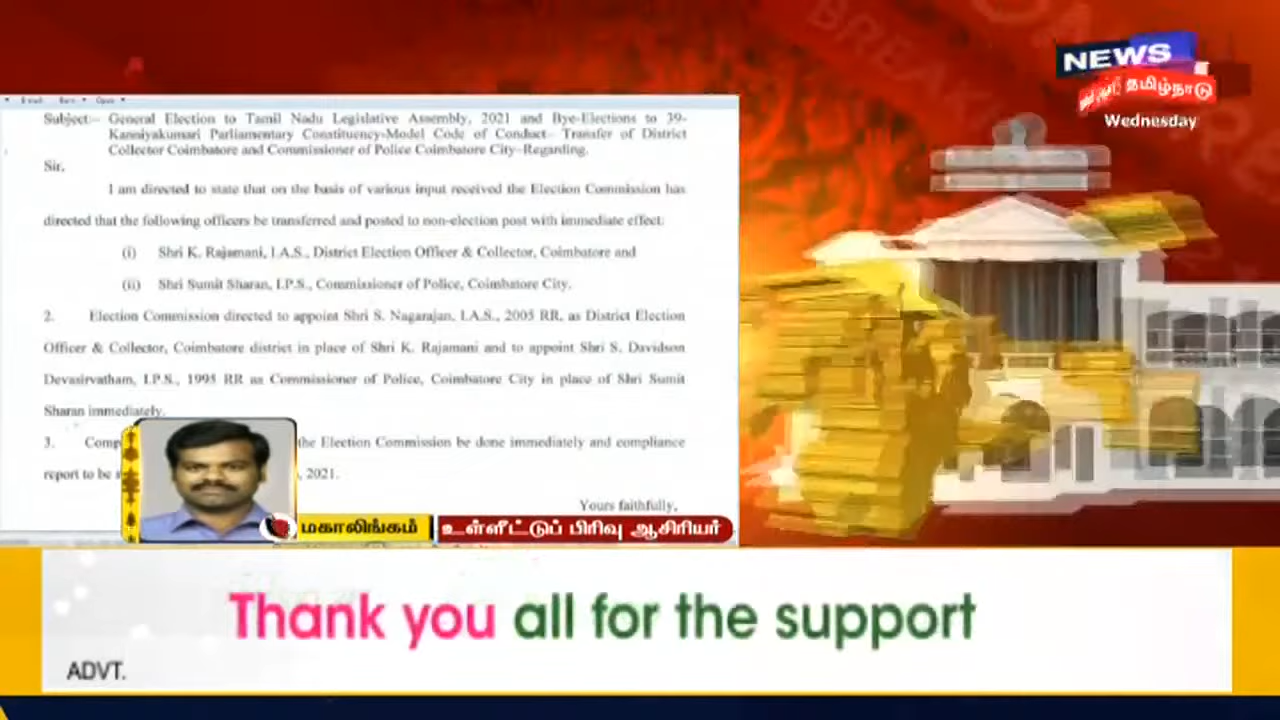 NEWS
தமிழ்நாடு
Wednesday
Subject:- General Election to Tamil Nadu Legislative Assembly, 2021 and Bye-Elections to 39-
Kanniyakumari Parliamentary Constituency-Model Code of Conduct- Transfer of District
Collector Coimbatore and Commissioner of Police Coimbatore City-Regarding.
Sir,
I am directed to state that on the basis of various input received the Election Commission has
directed that the following officers be transferred and posted to non-election post with immediate effect:
(i) Shri K. Rajamani, I.A.S., District Election Officer & Collector, Coimbatore and
(ii) Shri Sumit Sharan, I.P.S., Commissioner of Police, Coimbatore City.
2. Election Commission directed to appoint Shri S. Nagarajan, I.A.S., 2005 RR, as District Election
Officer & Collector, Coimbatore district in place of Shri K. Rajamani and to appoint Shri S. Davidson
Devasirvatham, I.P.S., 1995 RR as Commissioner of Police, Coimbatore City in place of Shri Sumit
Sharan immediately.
3. Comp the Election Commission be done immediately and compliance
report to be s , 2021.
Yours faithfully,
மகாலிங்கம் உள்ளீட்டுப் பிரிவு ஆசிரியர்
Thank you all for the support
ADVT.